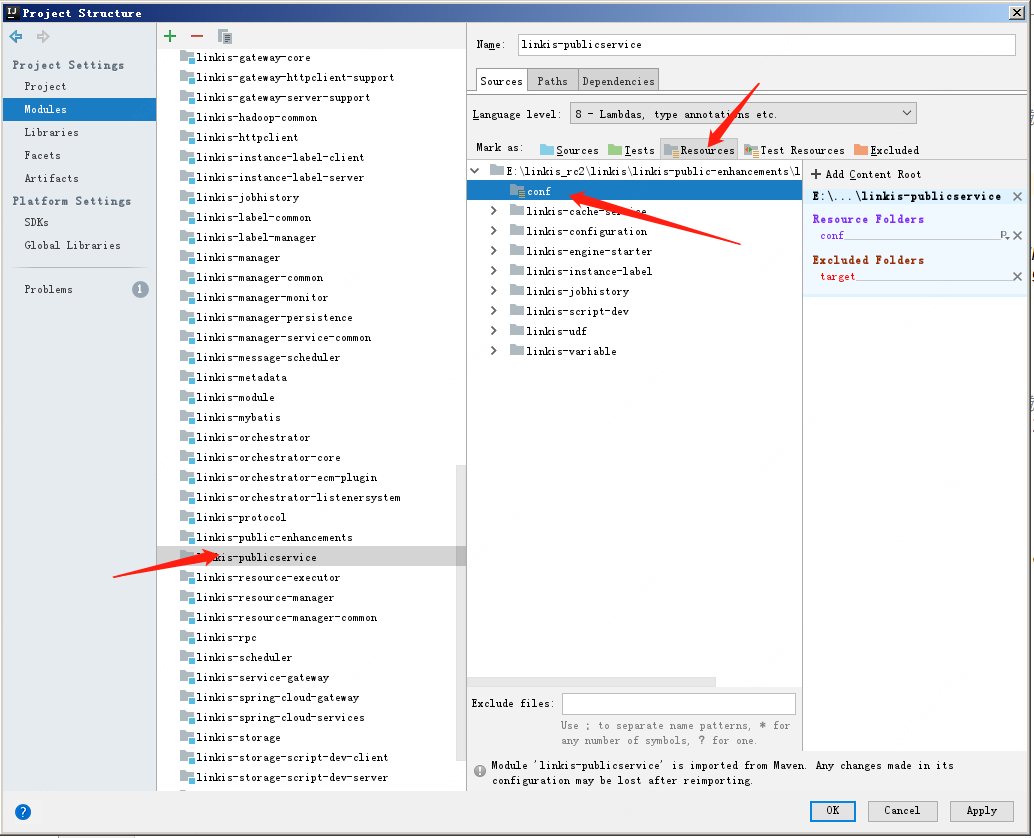 Project Structure
Project Settings
Project
Modules
Libraries
Facets
Artifacts
Platform Settings
SDKs
Global Libraries
Problems
1
linkis-gateway-core
linkis-gateway-httpclient-support
linkis-gateway-server-support
linkis-hadoop-common
linkis-httpclient
linkis-instance-label-client
linkis-instance-label-server
linkis-jobhistory
linkis-label-common
linkis-label-manager
linkis-manager
linkis-manager-common
linkis-manager-monitor
linkis-manager-persistence
linkis-manager-service-common
linkis-message-scheduler
linkis-metadata
linkis-module
linkis-mybatis
linkis-orchestrator
linkis-orchestrator-core
linkis-orchestrator-ecm-plugin
linkis-orchestrator-listenersystem
linkis-protocol
linkis-public-enhancements
linkis-publicservice
linkis-resource-executor
linkis-resource-manager
linkis-resource-manager-common
linkis-rpc
linkis-scheduler
linkis-service-gateway
linkis-spring-cloud-gateway
linkis-spring-cloud-services
linkis-storage
linkis-storage-script-dev-client
linkis-storage-script-dev-server
Name: linkis-publicservice
Sources Paths Dependencies
Language level: 8 - Lambdas, type annotations etc.
Mark as: Sources Tests Resources Test Resources Excluded
E:\linkis_rc2\linkis\linkis-public-enhancements\l
conf
linkis-cache-service
linkis-configuration
linkis-engine-starter
linkis-instance-label
linkis-jobhistory
linkis-script-dev
linkis-udf
linkis-variable
+ Add Content Root
E:\...\linkis-publicservice
Resource Folders
conf
Excluded Folders
target
Exclude files:
Use ; to separate name patterns, * for
any number of symbols, ? for one.
Module 'linkis-publicservice' is imported from Maven. Any changes made in its
configuration may be lost after reimporting.
?
OK Cancel Apply